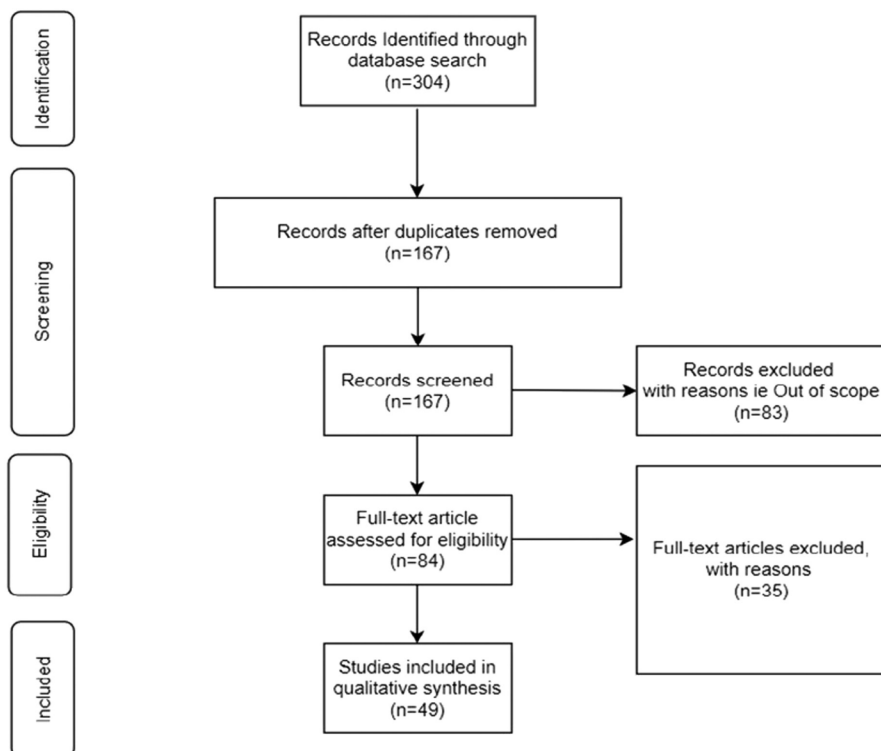 Identification
Records Identified through
database search
(n=304)
Screening
Records after duplicates removed
(n=167)
Records screened
(n=167)
Records excluded
with reasons ie Out of scope
(n=83)
Eligibility
Full-text article
assessed for eligibility
(n=84)
Full-text articles excluded,
with reasons
(n=35)
Included
Studies included in
qualitative synthesis
(n=49)